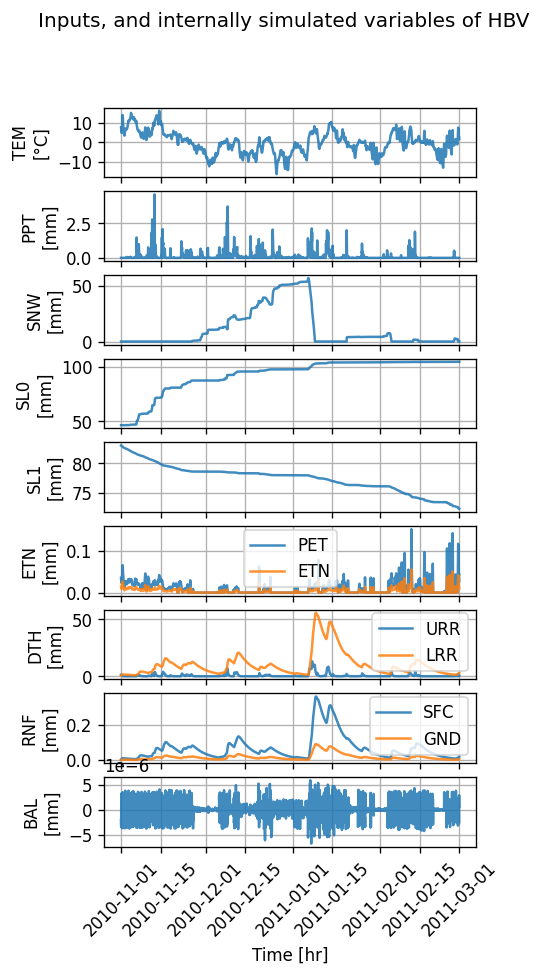 Inputs, and internally simulated variables of HBV
TEM
[°C]
10
0
−10
PPT
[mm]
2.5
0.0
SNW
[mm]
50
0
SL0
[mm]
100
50
SL1
[mm]
80
75
ETN
[mm]
0.1
0.0
PET
ETN
DTH
[mm]
50
0
URR
LRR
RNF
[mm]
0.2
0.0
SFC
GND
1e−6
BAL
[mm]
5
0
−5
2010-11-01
2010-11-15
2010-12-01
2010-12-15
2011-01-01
2011-01-15
2011-02-01
2011-02-15
2011-03-01
Time [hr]